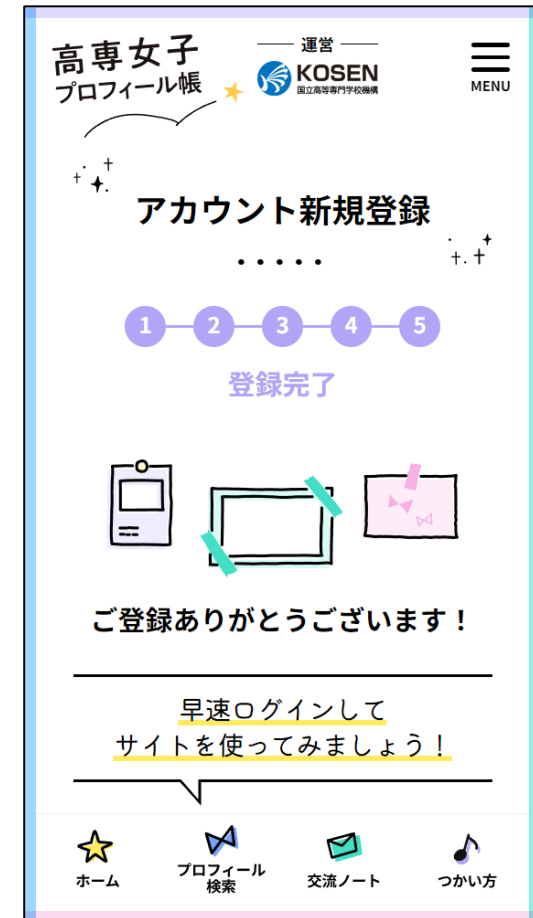 高専女子
プロフィール帳
運営
KOSEN
国立高等専門学校機構
MENU
アカウント新規登録
1 2 3 4 5
登録完了
ご登録ありがとうございます！
早速ログインして
サイトを使ってみましょう！
ホーム
プロフィール
検索
交流ノート
つかい方